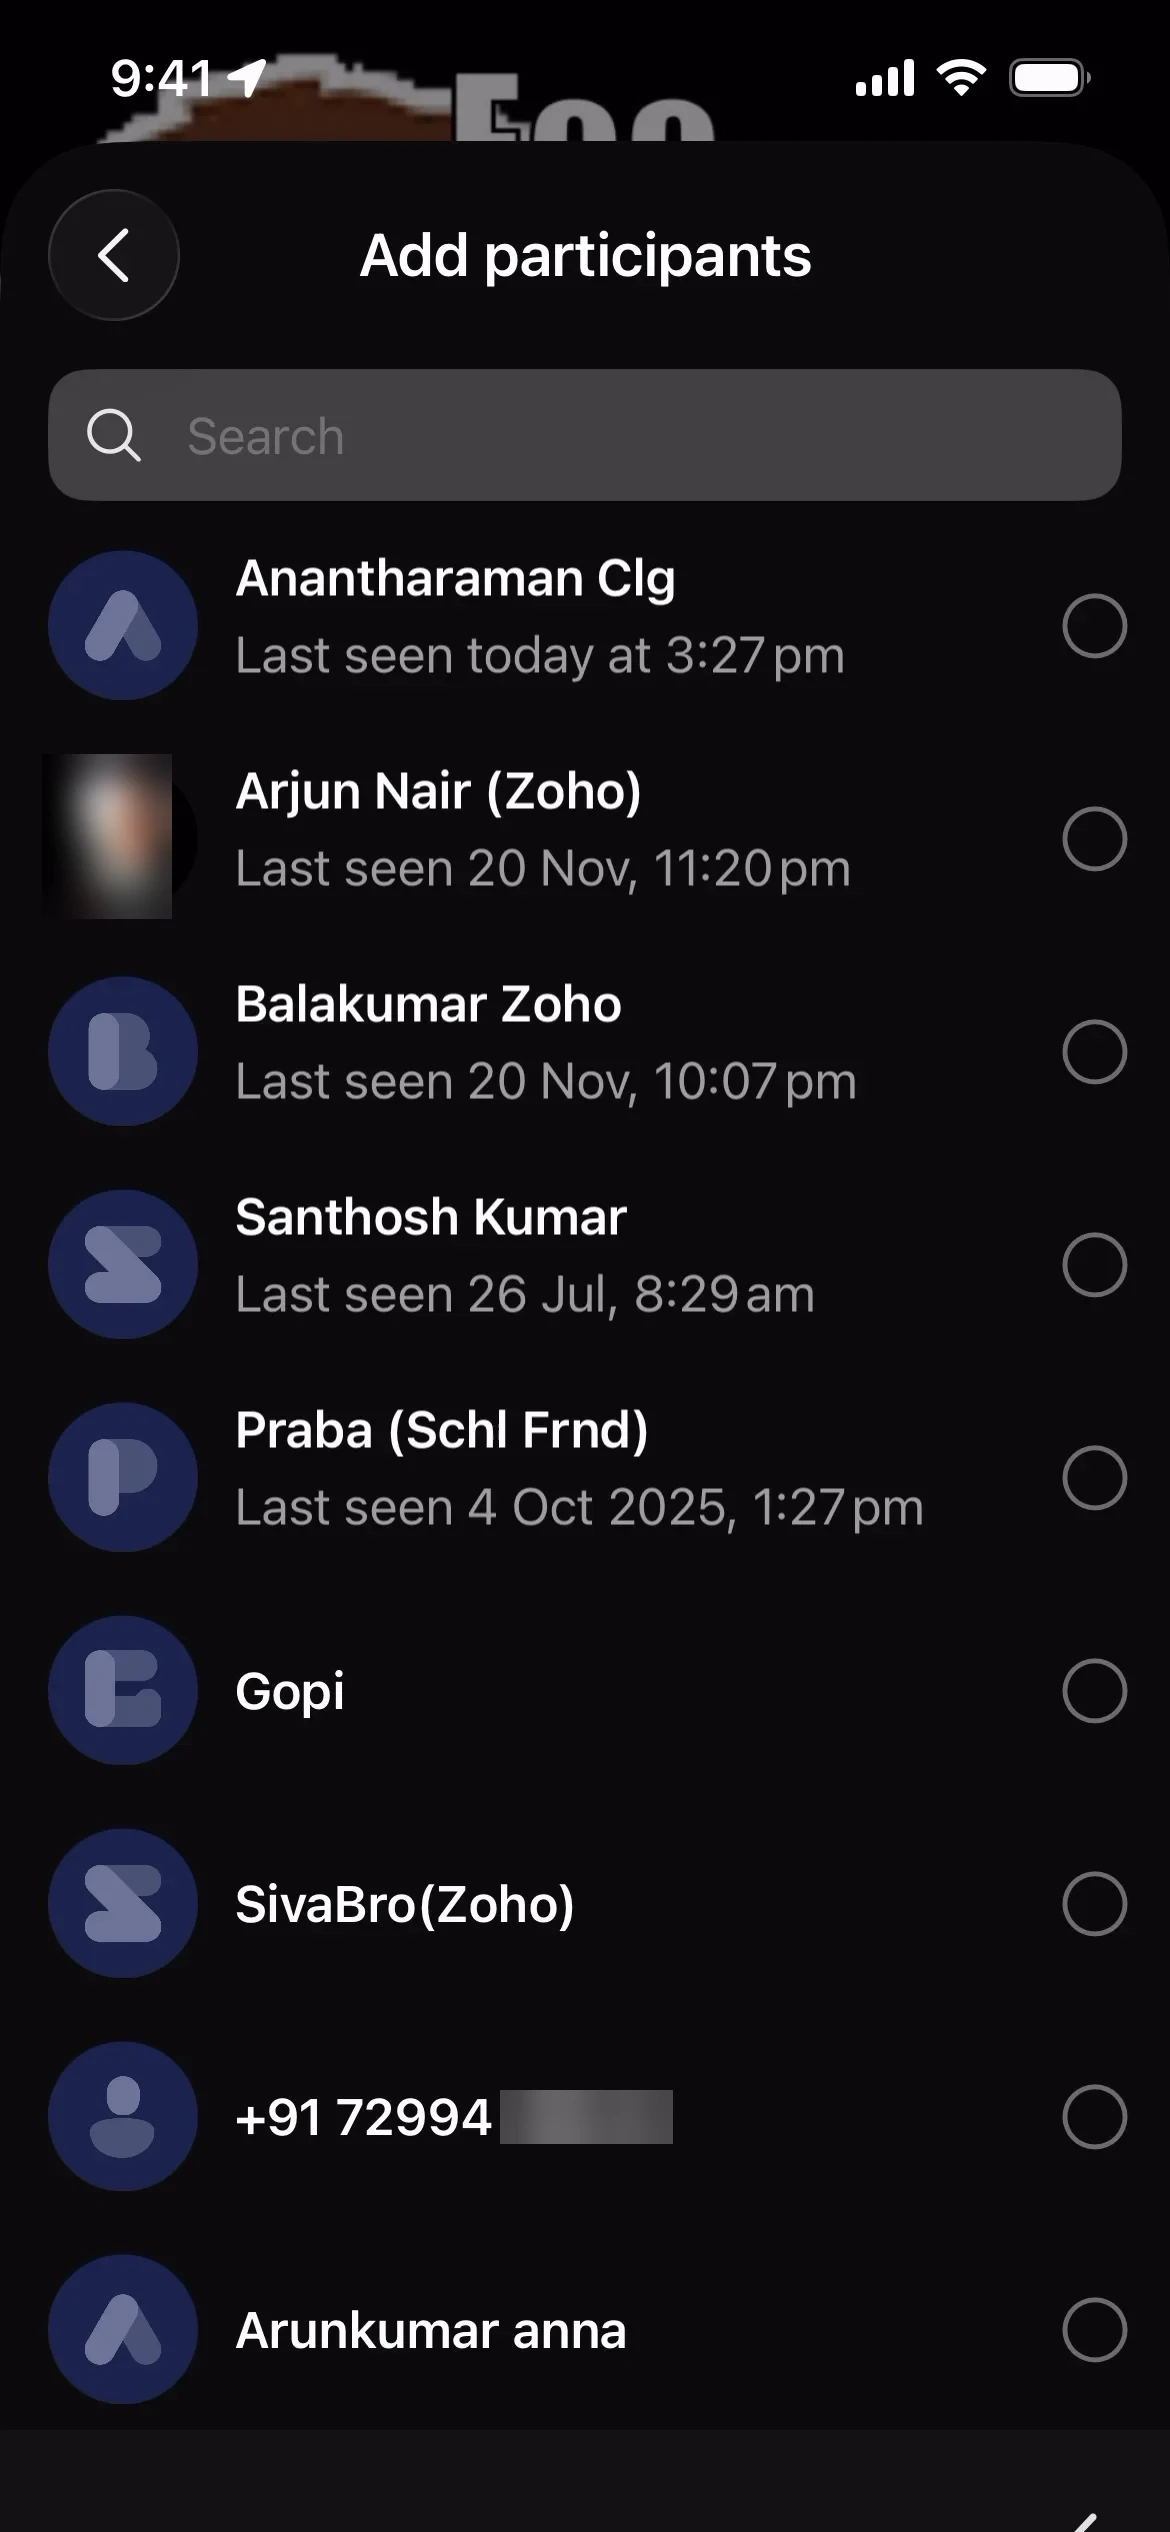 9:41
Add participants
Search
Anantharaman Clg
Last seen today at 3:27 pm
Arjun Nair (Zoho)
Last seen 20 Nov, 11:20 pm
Balakumar Zoho
Last seen 20 Nov, 10:07 pm
Santhosh Kumar
Last seen 26 Jul, 8:29 am
Praba (Schl Frnd)
Last seen 4 Oct 2025, 1:27 pm
Gopi
SivaBro(Zoho)
+91 72994
Arunkumar anna